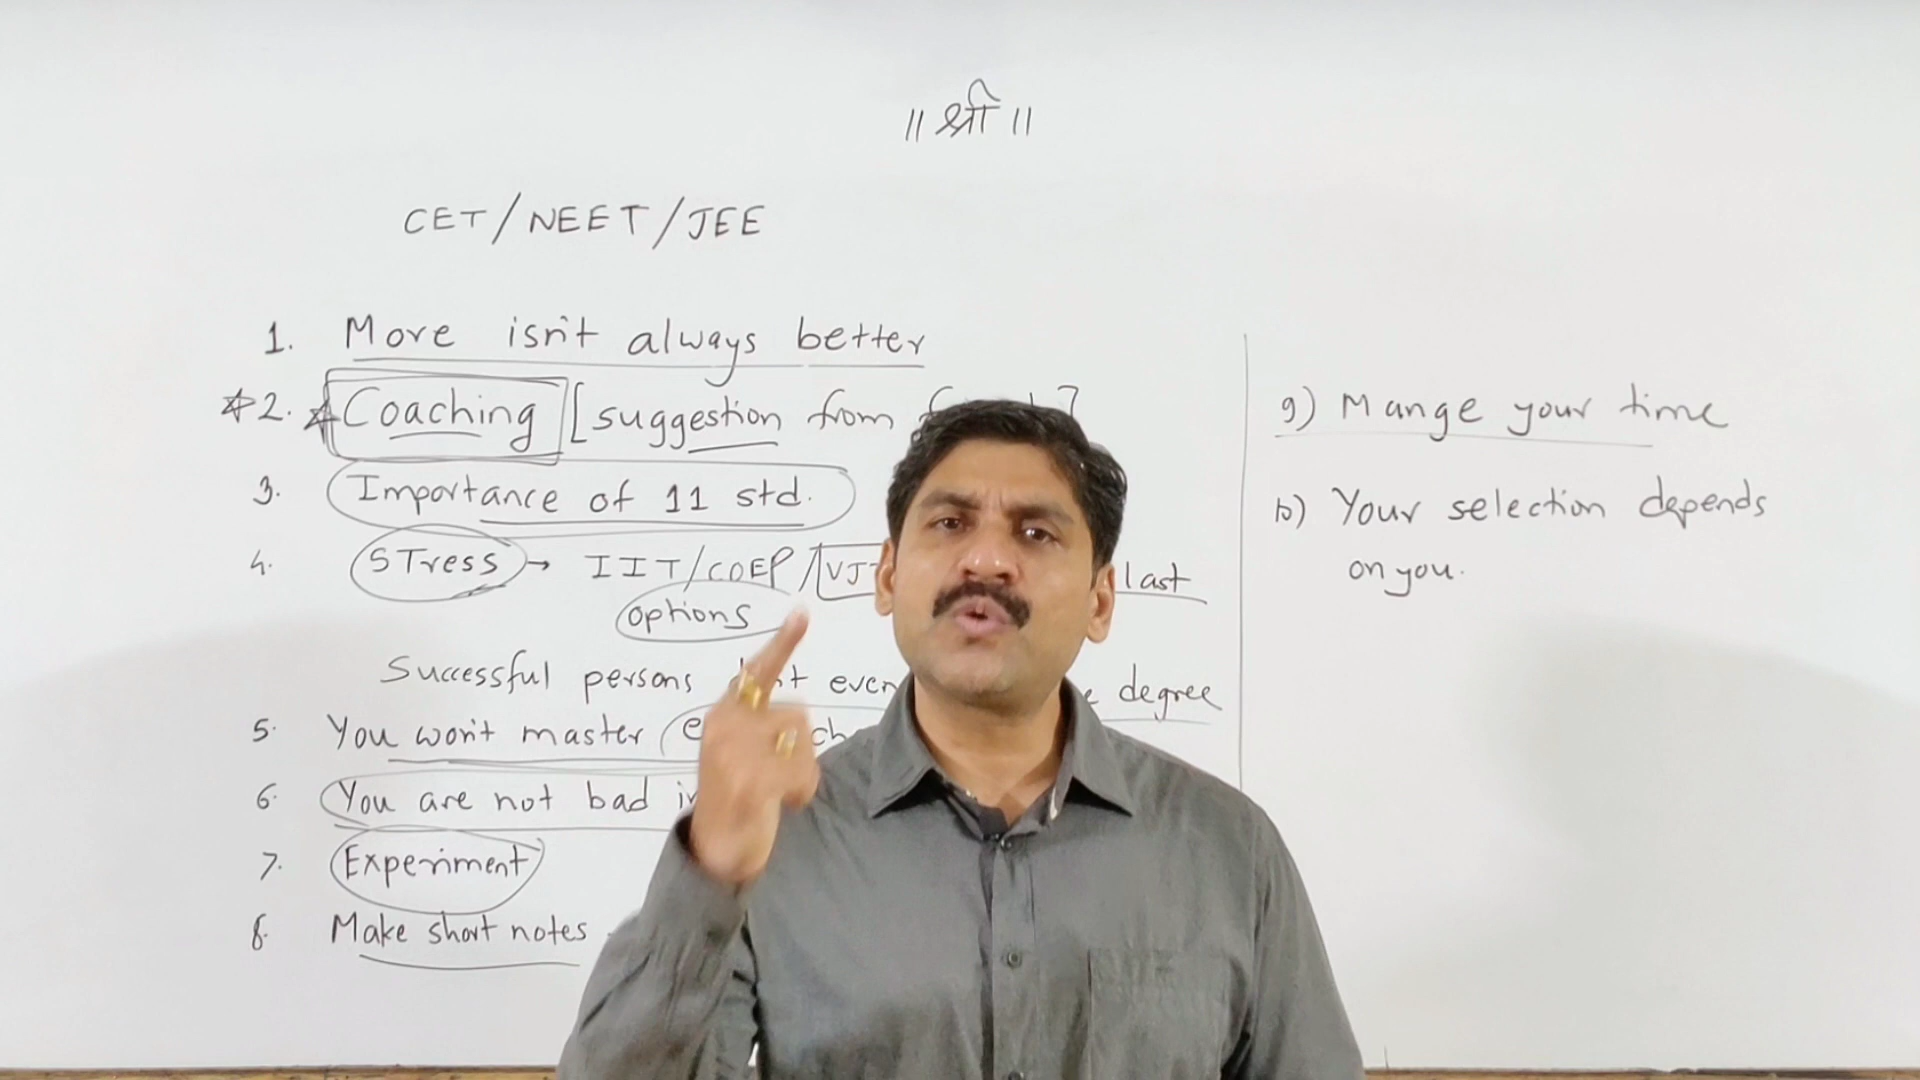 ॥ श्री ॥
CET/NEET/JEE
1. More isn't always better
2. Coaching [suggestion from
3. Importance of 11 std.
4. STress → IIT/COEP/ last
options
Successful persons even degree
5. You won't master
6. You are not bad
7. Experiment
8. Make short notes
9) Mange your time
10) Your selection depends
on you.